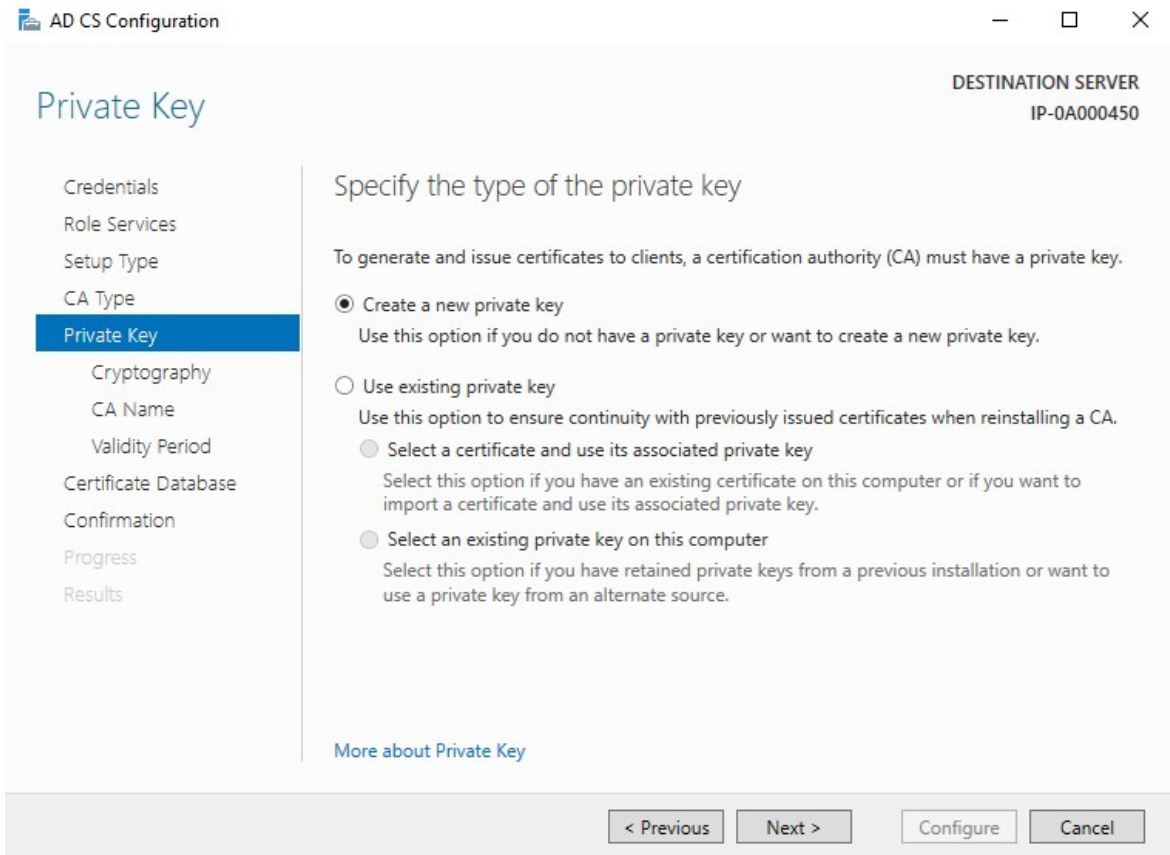 AD CS Configuration
DESTINATION SERVER
IP-0A000450
Private Key
Credentials
Role Services
Setup Type
CA Type
Private Key
Cryptography
CA Name
Validity Period
Certificate Database
Confirmation
Progress
Results
Specify the type of the private key
To generate and issue certificates to clients, a certification authority (CA) must have a private key.
Create a new private key
Use this option if you do not have a private key or want to create a new private key.
Use existing private key
Use this option to ensure continuity with previously issued certificates when reinstalling a CA.
Select a certificate and use its associated private key
Select this option if you have an existing certificate on this computer or if you want to
import a certificate and use its associated private key.
Select an existing private key on this computer
Select this option if you have retained private keys from a previous installation or want to
use a private key from an alternate source.
More about Private Key
< Previous
Next >
Configure
Cancel